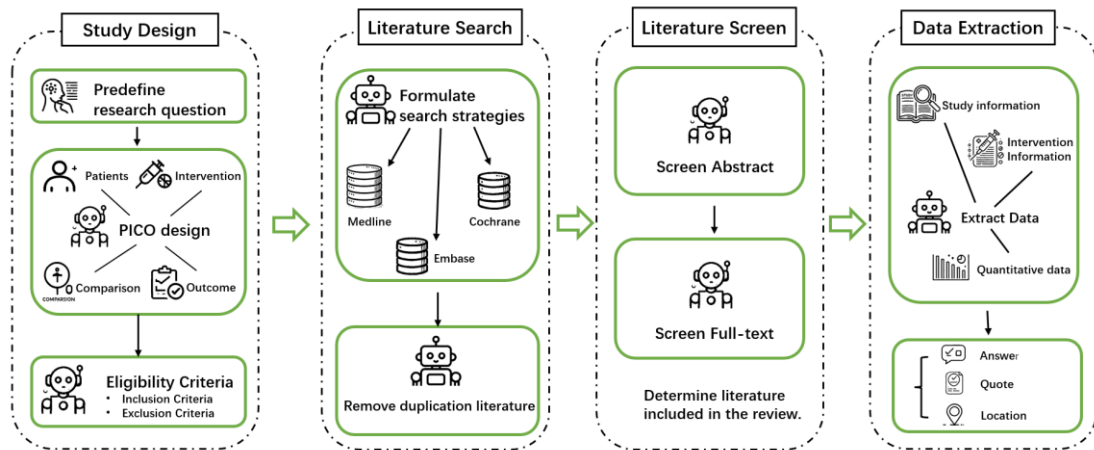 Study Design
Predefine
research question
Patients
Intervention
PICO design
Comparison
COMPARISON
Outcome
Eligibility Criteria
• Inclusion Criteria
• Exclusion Criteria
Literature Search
Formulate
search strategies
Medline
Cochrane
Embase
Remove duplication literature
Literature Screen
Screen Abstract
Screen Full-text
Determine literature
included in the review.
Data Extraction
Study information
Intervention
Information
Extract Data
Quantitative data
Answer
Quote
Location